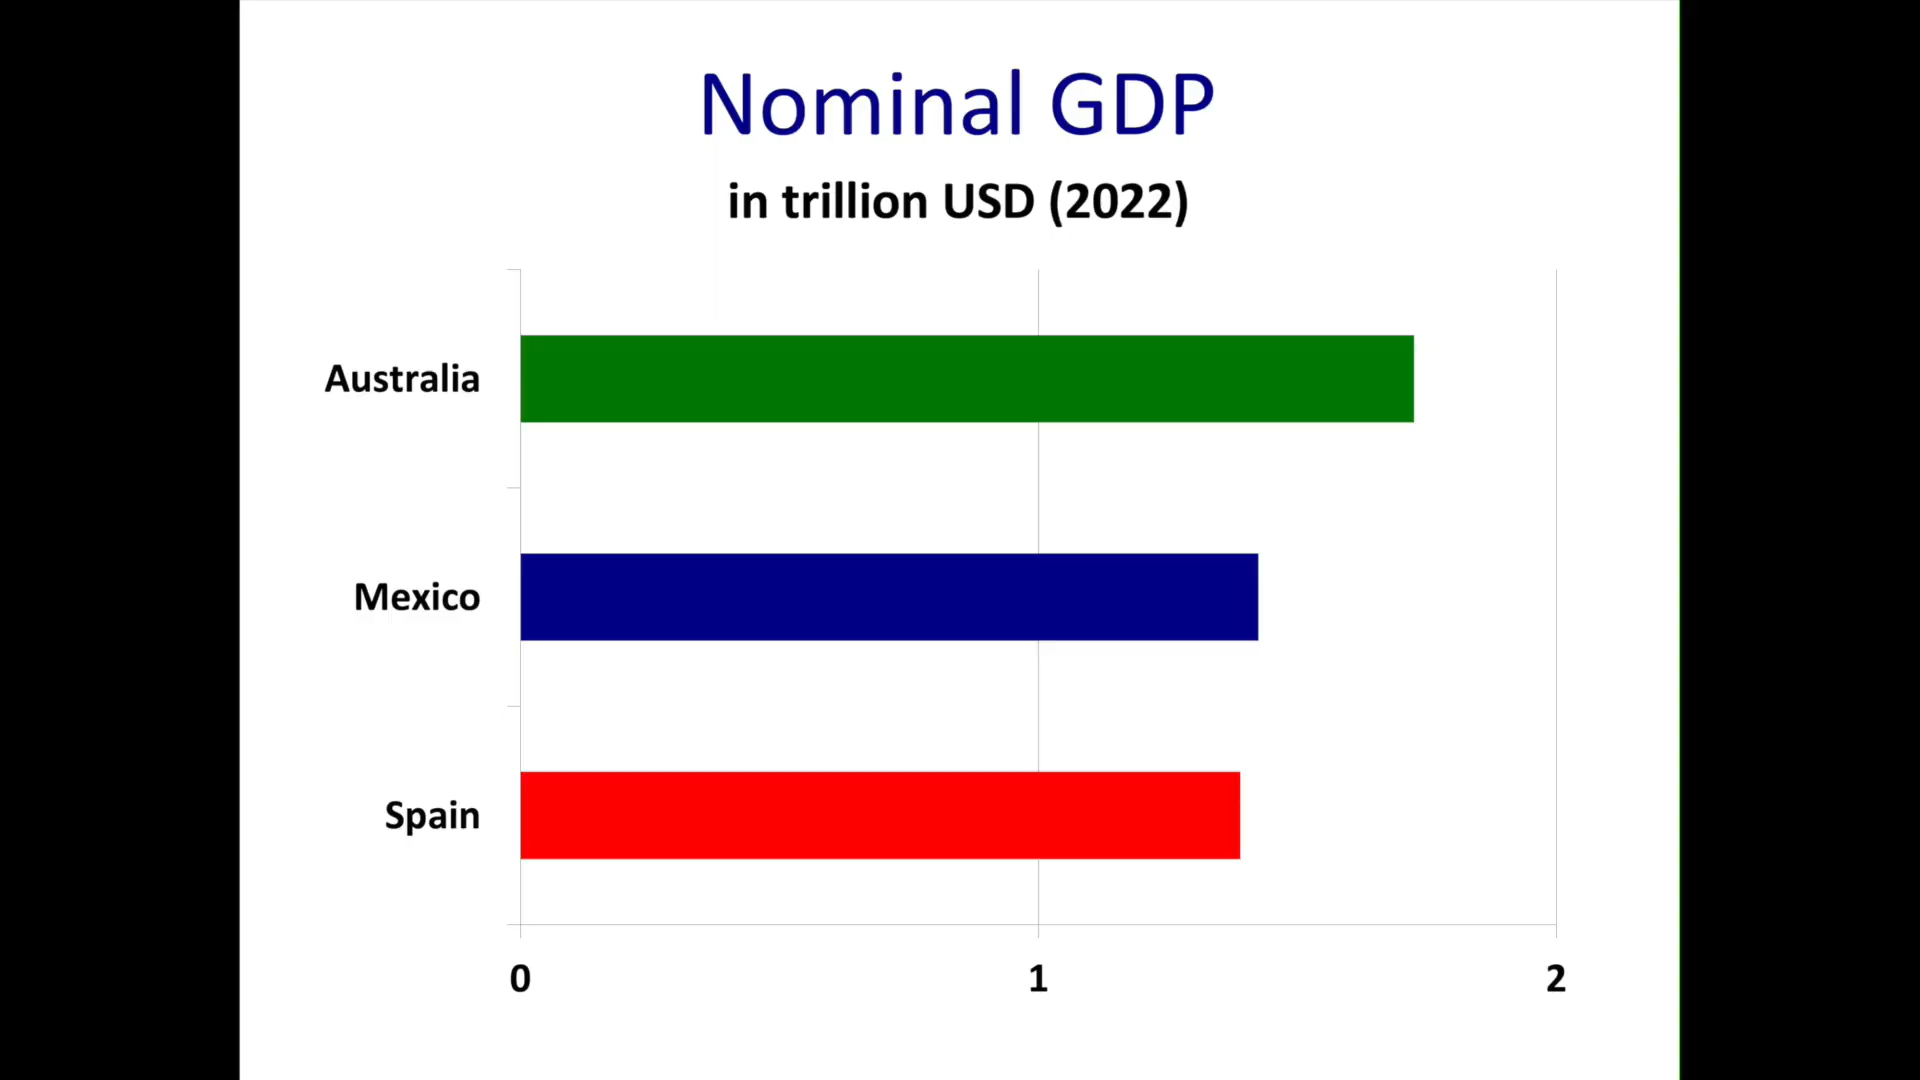 Nominal GDP
in trillion USD (2022)
Australia
Mexico
Spain
0 1 2